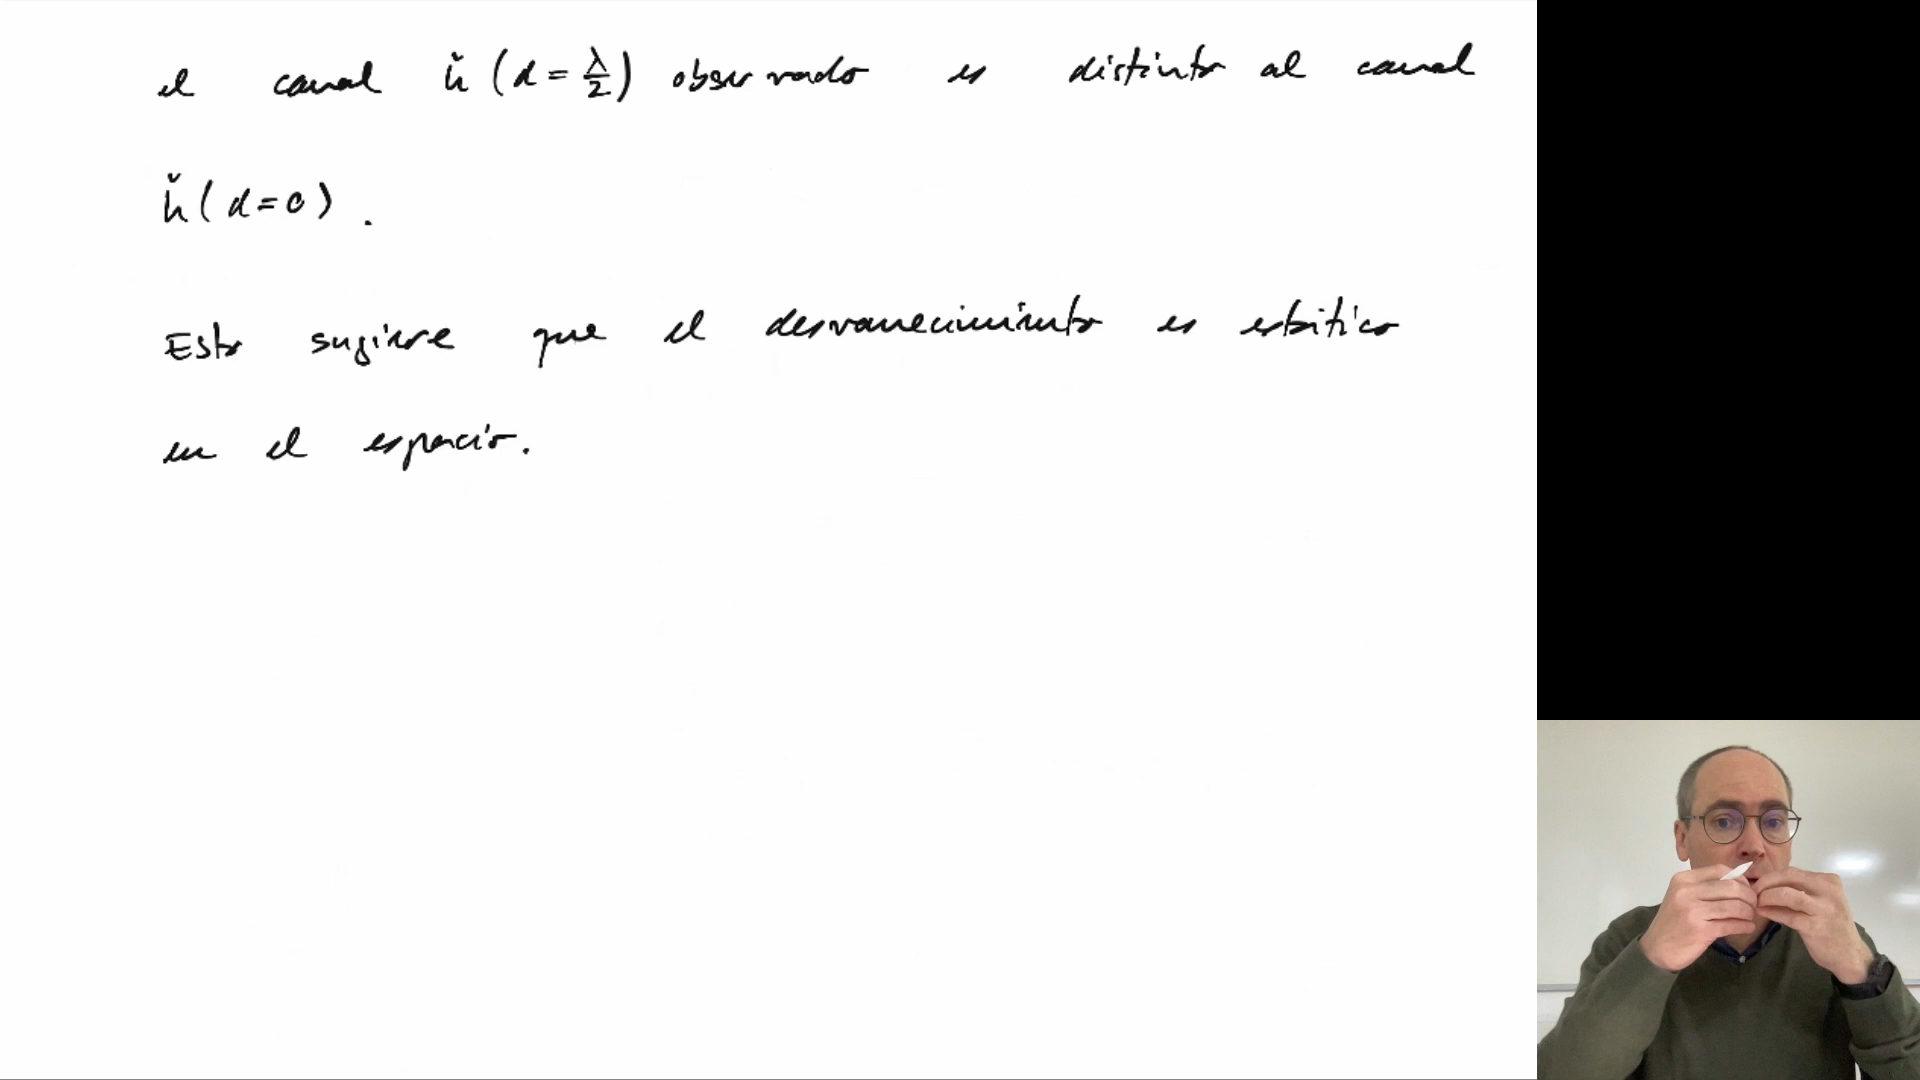 el canal ȟ (d = λ/2) observado es distinto al canal
ȟ (d=0) .
Esto sugiere que el desvanecimiento es estático
en el espacio.